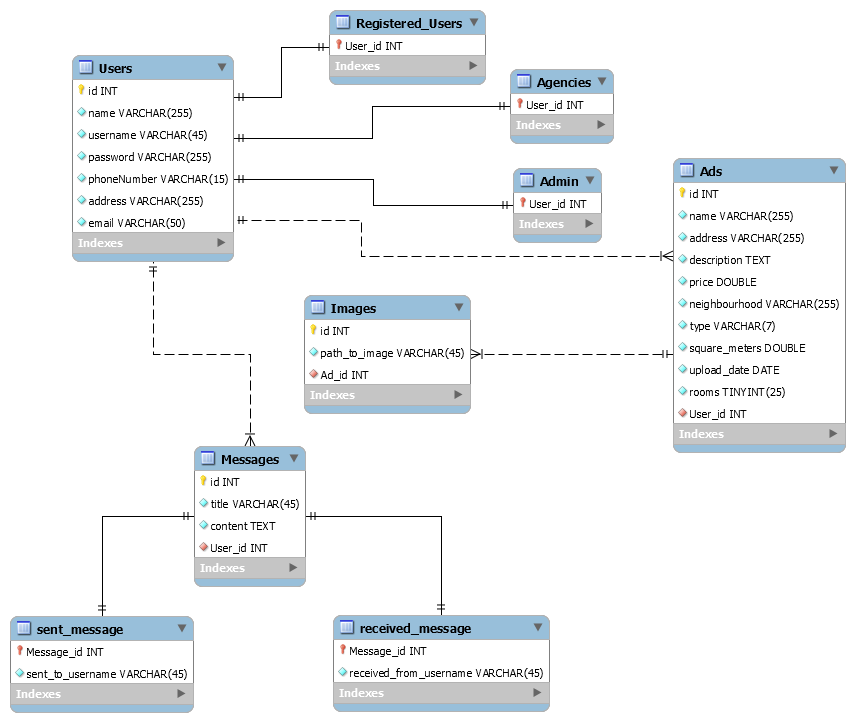 Registered_Users
User_id INT
Indexes
Users
id INT
name VARCHAR(255)
username VARCHAR(45)
password VARCHAR(255)
phoneNumber VARCHAR(15)
address VARCHAR(255)
email VARCHAR(50)
Indexes
Agencies
User_id INT
Indexes
Admin
User_id INT
Indexes
Ads
id INT
name VARCHAR(255)
address VARCHAR(255)
description TEXT
price DOUBLE
neighbourhood VARCHAR(255)
type VARCHAR(7)
square_meters DOUBLE
upload_date DATE
rooms TINYINT(25)
User_id INT
Indexes
Images
id INT
path_to_image VARCHAR(45)
Ad_id INT
Indexes
Messages
id INT
title VARCHAR(45)
content TEXT
User_id INT
Indexes
sent_message
Message_id INT
sent_to_username VARCHAR(45)
Indexes
received_message
Message_id INT
received_from_username VARCHAR(45)
Indexes